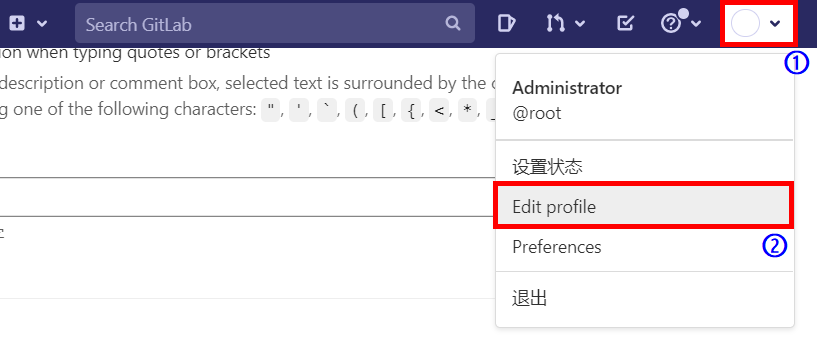 Search GitLab
ion when typing quotes or brackets
①
description or comment box, selected text is surrounded by the
g one of the following characters: ", ', `, (, [, {, <, *, _
Administrator
@root
设置状态
Edit profile
Preferences ②
退出